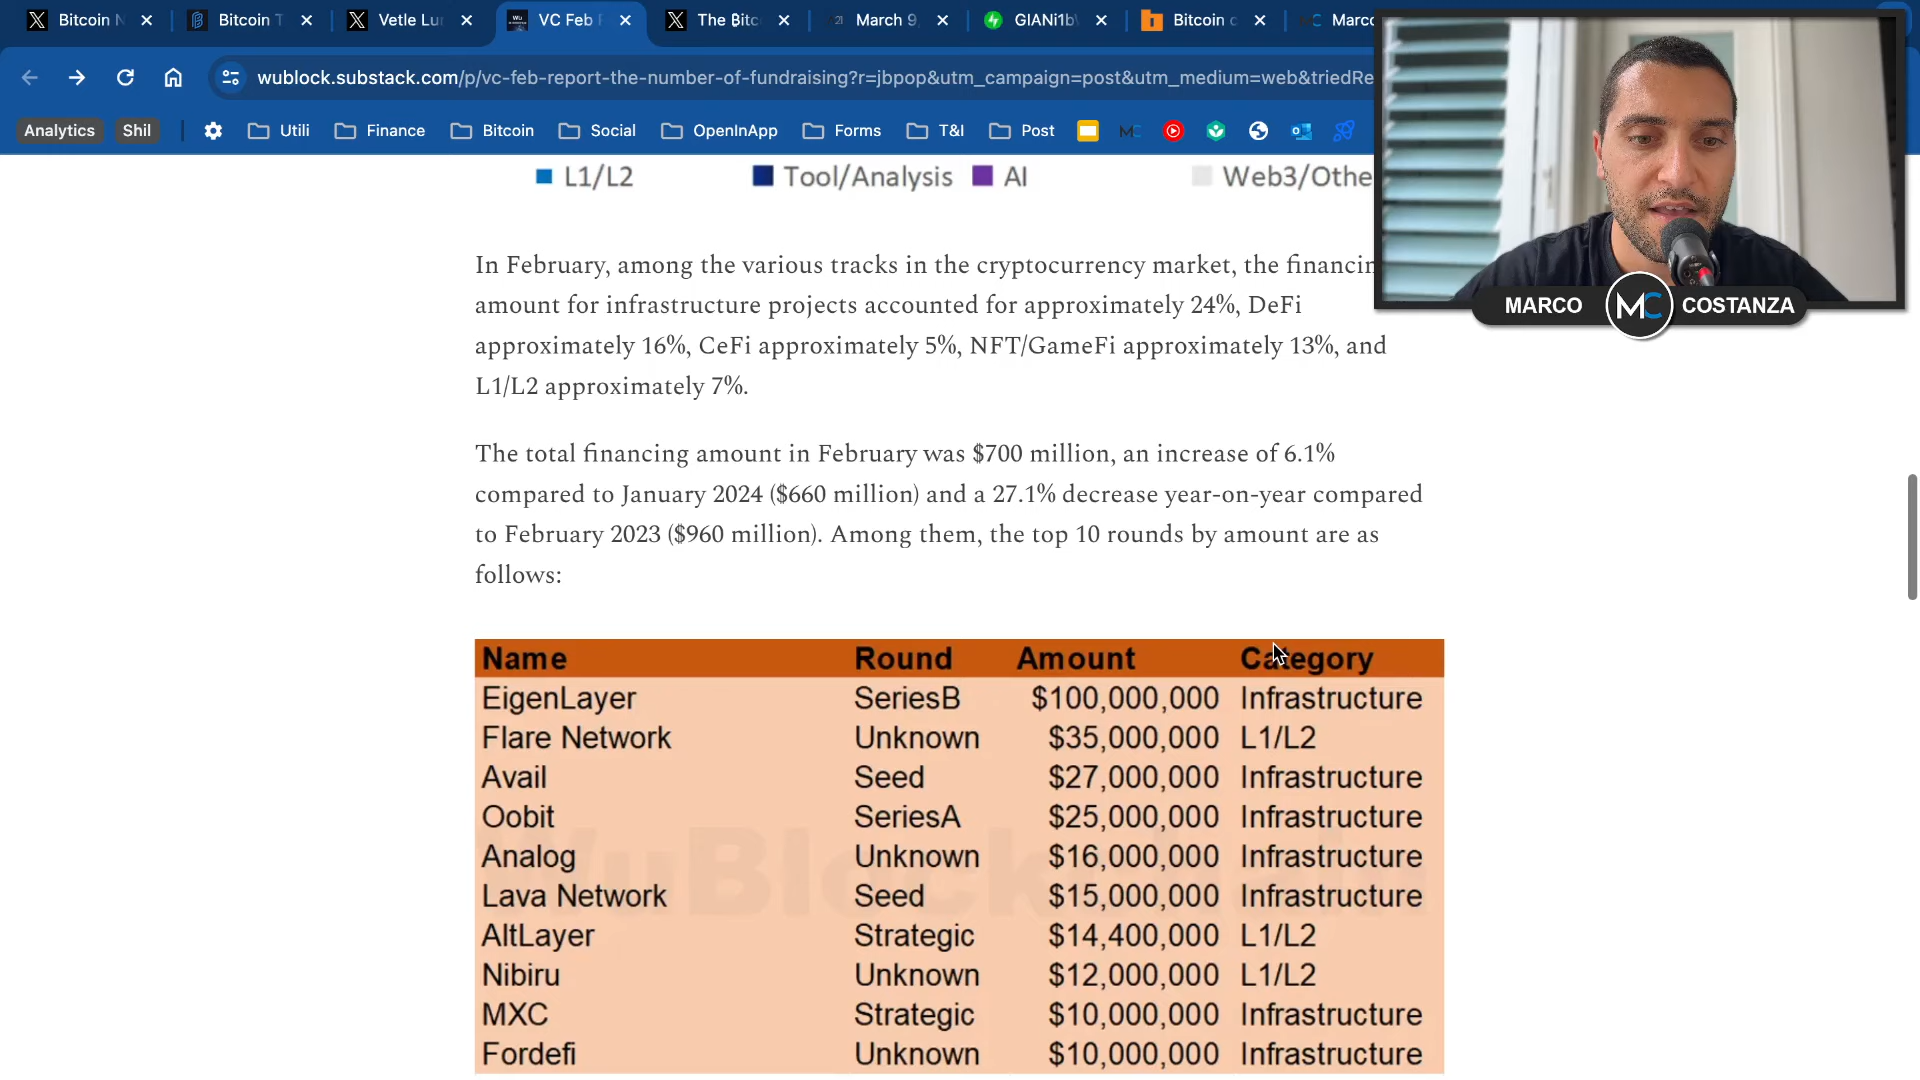 Bitcoin N
Bitcoin T
Vetle Lu
VC Feb
The ₿itc
March 9,
GIANi1b
Bitcoin
Marc
wublock.substack.com/p/vc-feb-report-the-number-of-fundraising?r=jbpop&utm_campaign=post&utm_medium=web&triedRe
Analytics
Shil
Utili
Finance
Bitcoin
Social
OpenInApp
Forms
T&I
Post
MC
L1/L2
Tool/Analysis
AI
Web3/Othe
MARCO MC COSTANZA
In February, among the various tracks in the cryptocurrency market, the financin
amount for infrastructure projects accounted for approximately 24%, DeFi
approximately 16%, CeFi approximately 5%, NFT/GameFi approximately 13%, and
L1/L2 approximately 7%.
The total financing amount in February was $700 million, an increase of 6.1%
compared to January 2024 ($660 million) and a 27.1% decrease year-on-year compared
to February 2023 ($960 million). Among them, the top 10 rounds by amount are as
follows:
Name Round Amount Category
EigenLayer SeriesB $100,000,000 Infrastructure
Flare Network Unknown $35,000,000 L1/L2
Avail Seed $27,000,000 Infrastructure
Oobit SeriesA $25,000,000 Infrastructure
Analog Unknown $16,000,000 Infrastructure
Lava Network Seed $15,000,000 Infrastructure
AltLayer Strategic $14,400,000 L1/L2
Nibiru Unknown $12,000,000 L1/L2
MXC Strategic $10,000,000 Infrastructure
Fordefi Unknown $10,000,000 Infrastructure